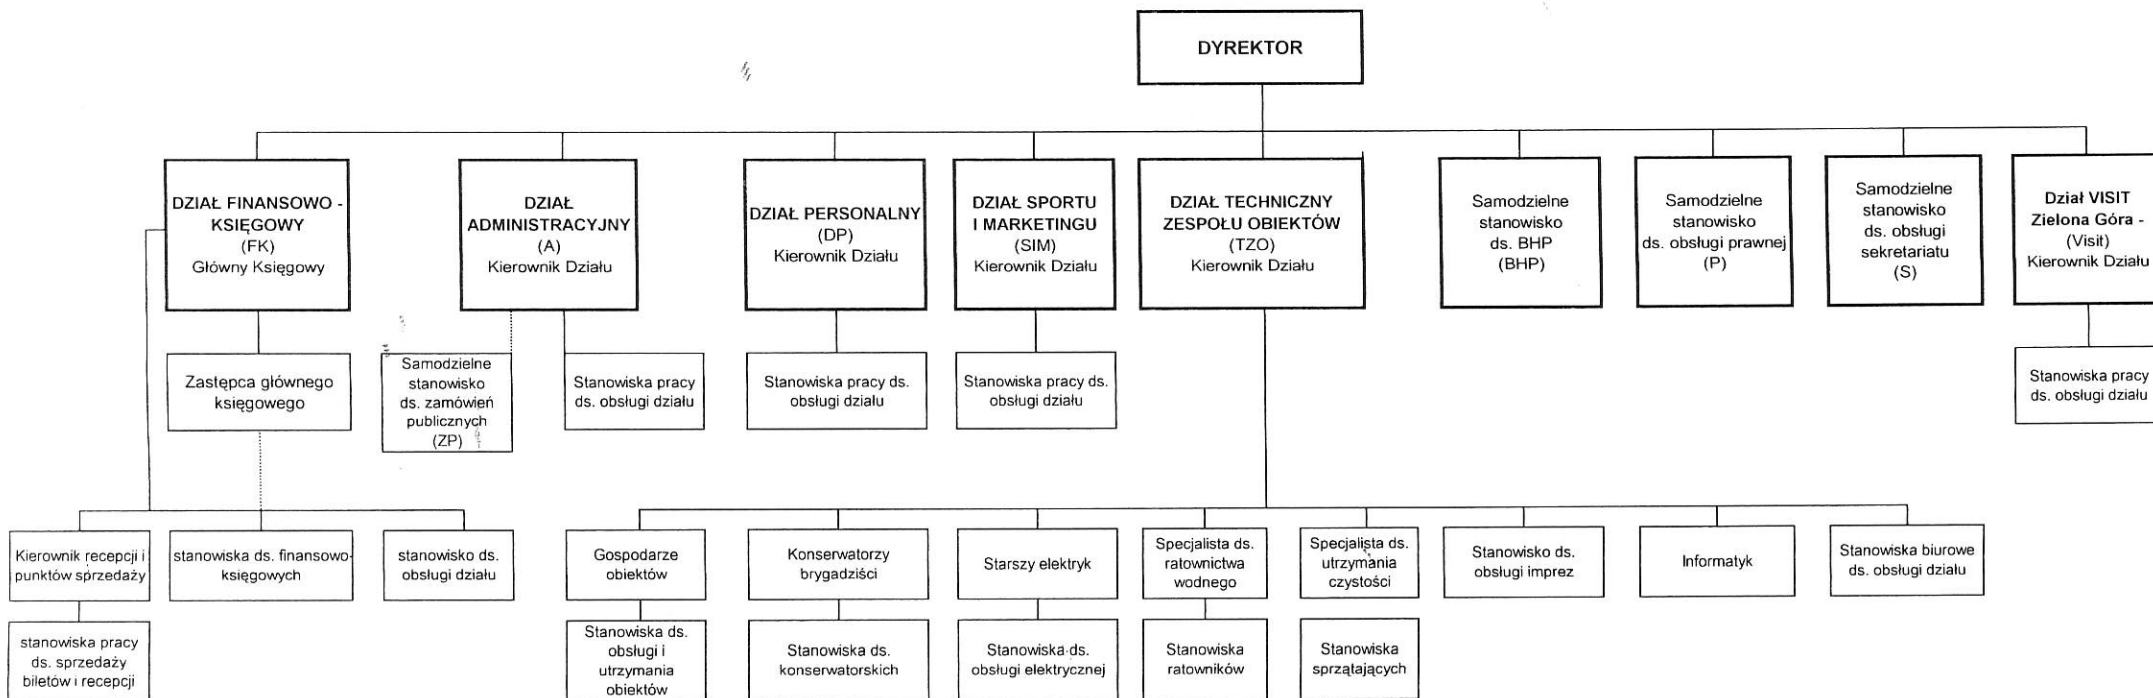 DYREKTOR
DZIAŁ FINANSOWO -
KSIĘGOWY
(FK)
Główny Księgowy
DZIAŁ
ADMINISTRACYJNY
(A)
Kierownik Działu
DZIAŁ PERSONALNY
(DP)
Kierownik Działu
DZIAŁ SPORTU
I MARKETINGU
(SIM)
Kierownik Działu
DZIAŁ TECHNICZNY
ZESPOŁU OBIEKTÓW
(TZO)
Kierownik Działu
Samodzielne
stanowisko
ds. BHP
(BHP)
Samodzielne
stanowisko
ds. obsługi prawnej
(P)
Samodzielne
stanowisko
ds. obsługi
sekretariatu
(S)
Dział VISIT
Zielona Góra -
(Visit)
Kierownik Działu
Zastępca głównego
księgowego
Samodzielne
stanowisko
ds. zamówień
publicznych
(ZP)
Stanowiska pracy
ds. obsługi działu
Stanowiska pracy ds.
obsługi działu
Stanowiska pracy ds.
obsługi działu
Stanowiska pracy
ds. obsługi działu
Kierownik recepcji i
punktów sprzedaży
stanowiska ds. finansowo-
księgowych
stanowisko ds.
obsługi działu
Gospodarze
obiektów
Konserwatorzy
brygadziści
Starszy elektryk
Specjalista ds.
ratownictwa
wodnego
Specjalista ds.
utrzymania
czystości
Stanowisko ds.
obsługi imprez
Informatyk
Stanowiska biurowe
ds. obsługi działu
stanowiska pracy
ds. sprzedaży
biletów i recepcji
Stanowiska ds.
obsługi i
utrzymania
obiektów
Stanowiska ds.
konserwatorskich
Stanowiska ds.
obsługi elektrycznej
Stanowiska
ratowników
Stanowiska
sprzątających